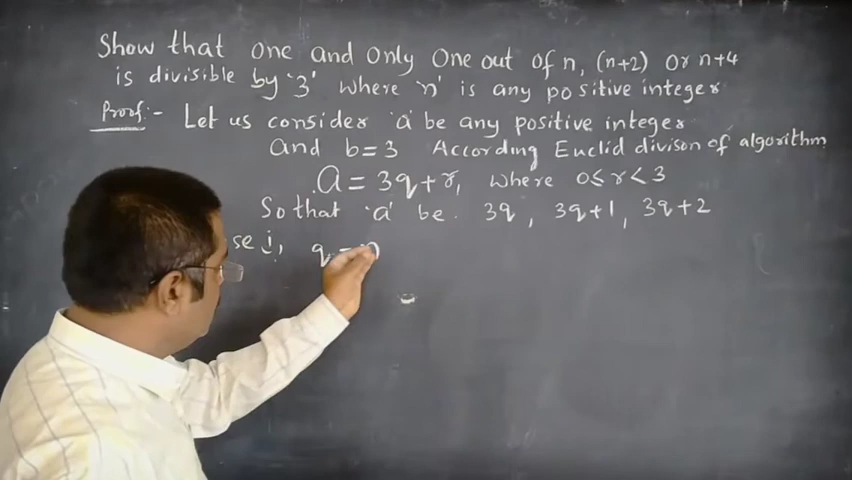 Show that one and only one out of n, (n+2) or n+4
is divisible by '3' where 'n' is any positive integer
Proof:- Let us consider 'a' be any positive integer
and b=3 According Euclid divison of algorithm
a = 3q + r, where 0 ≤ r < 3
So that 'a' be. 3q, 3q+1, 3q+2
se i,